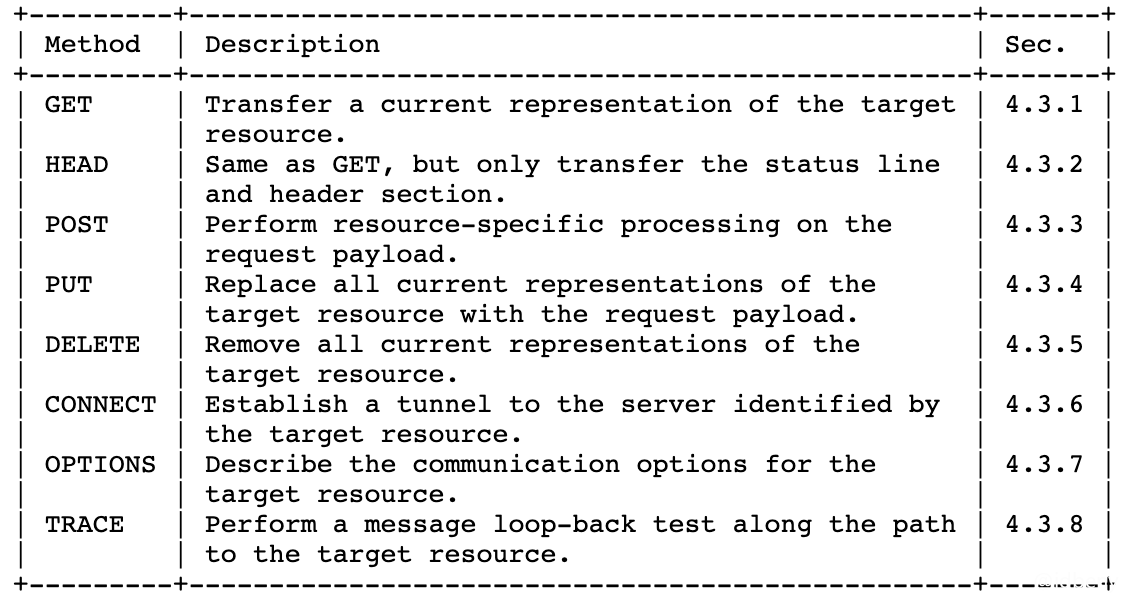 +---------+-------------------------------------------------+-------+
| Method  | Description                                     | Sec.  |
+---------+-------------------------------------------------+-------+
| GET     | Transfer a current representation of the target | 4.3.1 |
|         | resource.                                       |       |
| HEAD    | Same as GET, but only transfer the status line  | 4.3.2 |
|         | and header section.                             |       |
| POST    | Perform resource-specific processing on the     | 4.3.3 |
|         | request payload.                                |       |
| PUT     | Replace all current representations of the      | 4.3.4 |
|         | target resource with the request payload.       |       |
| DELETE  | Remove all current representations of the       | 4.3.5 |
|         | target resource.                                |       |
| CONNECT | Establish a tunnel to the server identified by  | 4.3.6 |
|         | the target resource.                            |       |
| OPTIONS | Describe the communication options for the      | 4.3.7 |
|         | target resource.                                |       |
| TRACE   | Perform a message loop-back test along the path | 4.3.8 |
|         | to the target resource.                         |       |
+---------+-------------------------------------------------+-------+